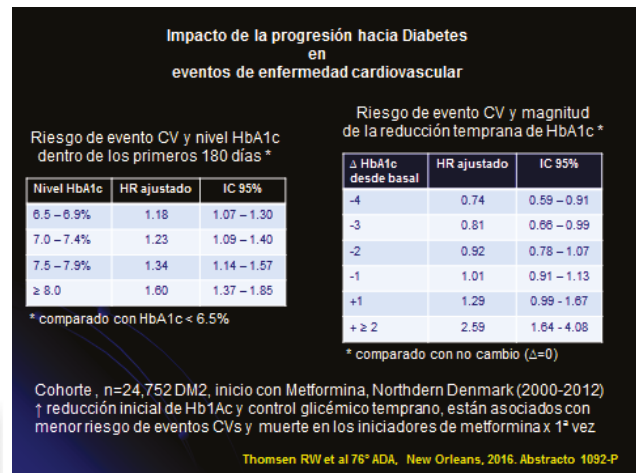 Impacto de la progresión hacia Diabetes
en
eventos de enfermedad cardiovascular
Riesgo de evento CV y nivel HbA1c
dentro de los primeros 180 días *
Nivel HbA1c HR ajustado IC 95%
6.5 – 6.9% 1.18 1.07 – 1.30
7.0 – 7.4% 1.23 1.09 – 1.40
7.5 – 7.9% 1.34 1.14 – 1.57
≥ 8.0 1.60 1.37 – 1.85
* comparado con HbA1c < 6.5%
Riesgo de evento CV y magnitud
de la reducción temprana de HbA1c *
Δ HbA1c
desde basal HR ajustado IC 95%
-4 0.74 0.59 – 0.91
-3 0.81 0.66 – 0.99
-2 0.92 0.78 – 1.07
-1 1.01 0.91 – 1.13
+1 1.29 0.99 - 1.67
+ ≥ 2 2.59 1.64 - 4.08
* comparado con no cambio (Δ=0)
Cohorte , n=24,752 DM2, inicio con Metformina, Northdern Denmark (2000-2012)
↑ reducción inicial de Hb1Ac y control glicémico temprano, están asociados con
menor riesgo de eventos CVs y muerte en los iniciadores de metformina x 1ª vez
Thomsen RW et al 76° ADA, New Orleans, 2016. Abstracto 1092-P